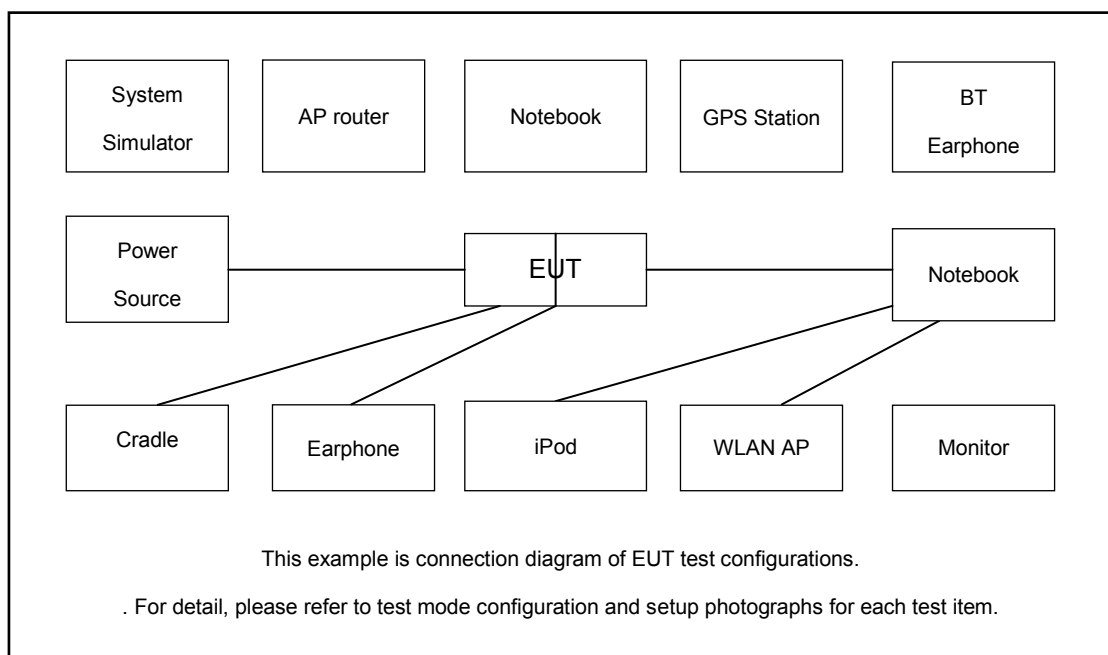 System
Simulator
AP router
Notebook
GPS Station
BT
Earphone
Power
Source
EUT
Notebook
Cradle
Earphone
iPod
WLAN AP
Monitor
This example is connection diagram of EUT test configurations.
. For detail, please refer to test mode configuration and setup photographs for each test item.